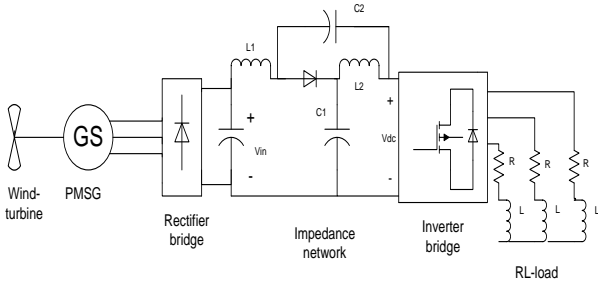 C2
L1
L2
C1
+
Vin
-
+
Vdc
-
GS
R
R
R
L
L
L
Wind-
turbine
PMSG
Rectifier
bridge
Impedance
network
Inverter
bridge
RL-load